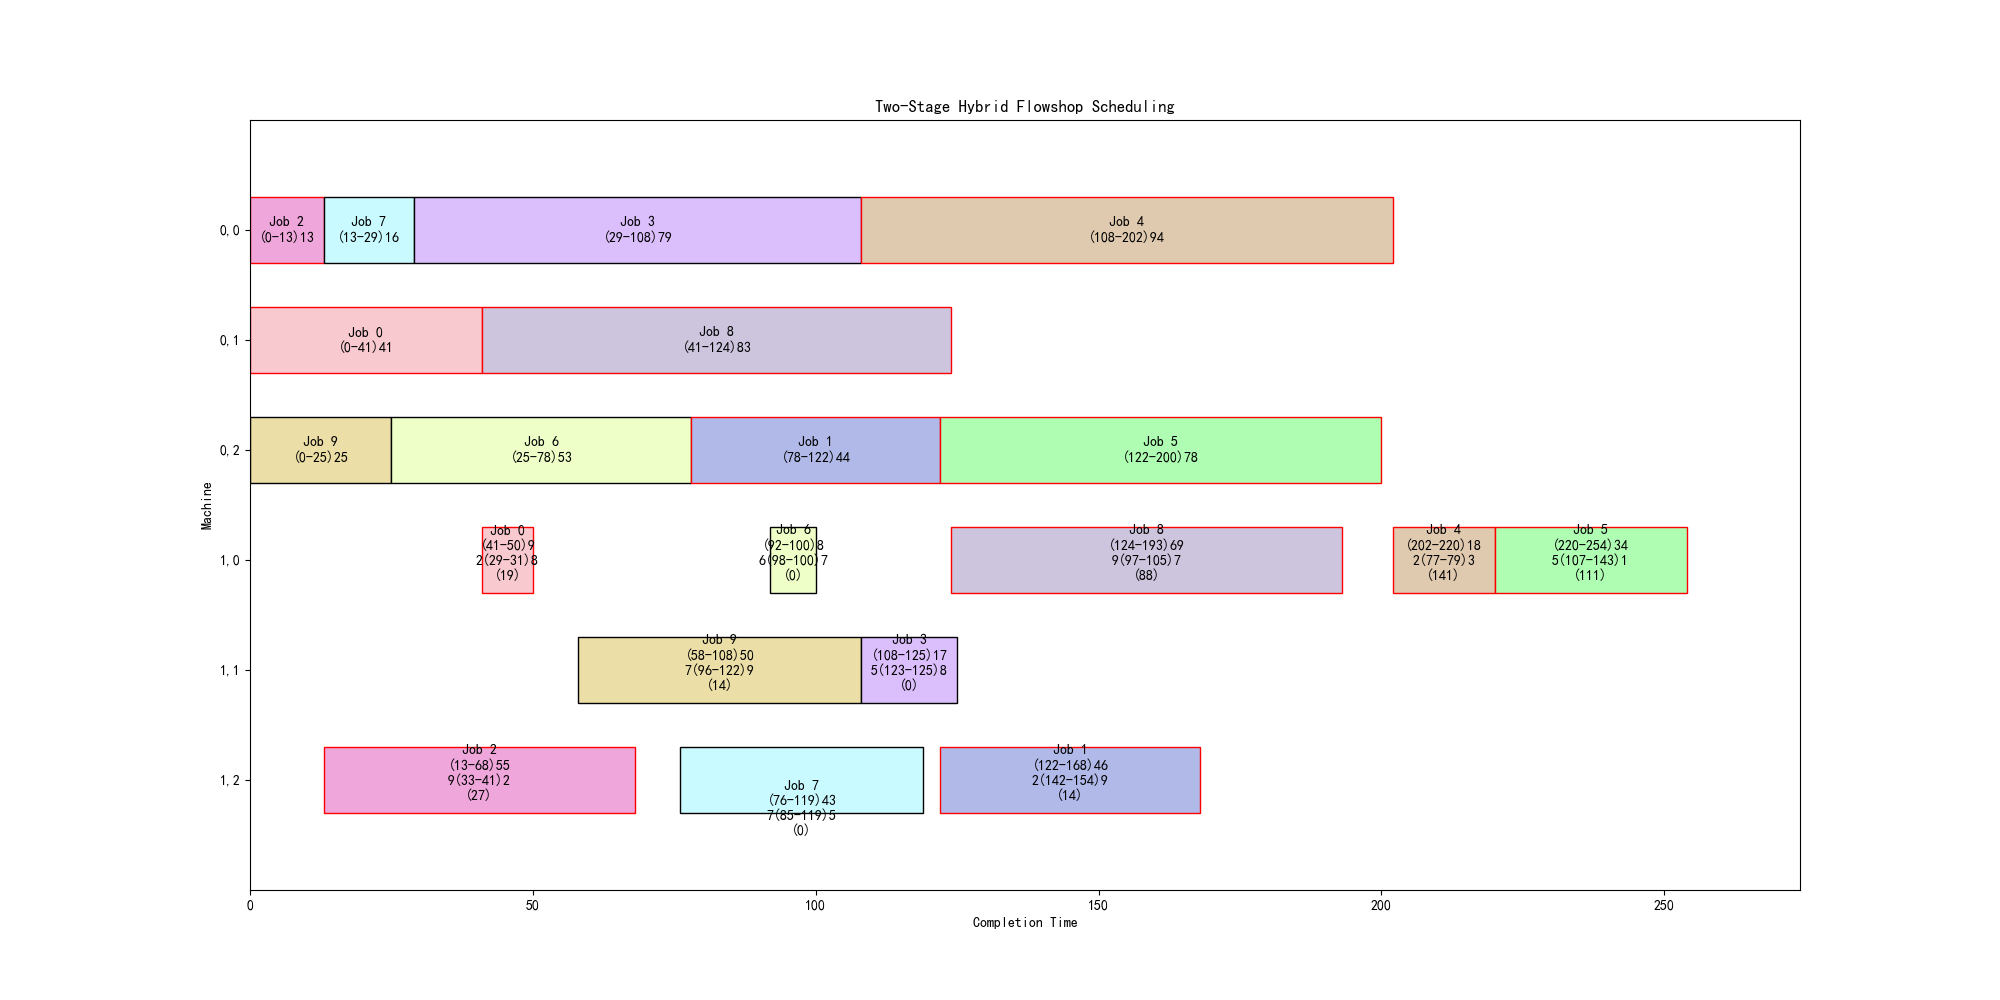 Two-Stage Hybrid Flowshop Scheduling
0,0
Job 2
(0-13)13
Job 7
(13-29)16
Job 3
(29-108)79
Job 4
(108-202)94
0,1
Job 0
(0-41)41
Job 8
(41-124)83
0,2
Job 9
(0-25)25
Job 6
(25-78)53
Job 1
(78-122)44
Job 5
(122-200)78
Machine
1,0
Job 0
(41-50)9
2(29-31)8
(19)
Job 6
(92-100)8
6(98-100)7
(0)
Job 8
(124-193)69
9(97-105)7
(88)
Job 4
(202-220)18
2(77-79)3
(141)
Job 5
(220-254)34
5(107-143)1
(111)
1,1
Job 9
(58-108)50
7(96-122)9
(14)
Job 3
(108-125)17
5(123-125)8
(0)
1,2
Job 2
(13-68)55
9(33-41)2
(27)
Job 7
(76-119)43
7(85-119)5
(0)
Job 1
(122-168)46
2(142-154)9
(14)
0
50
100
150
200
250
Completion Time